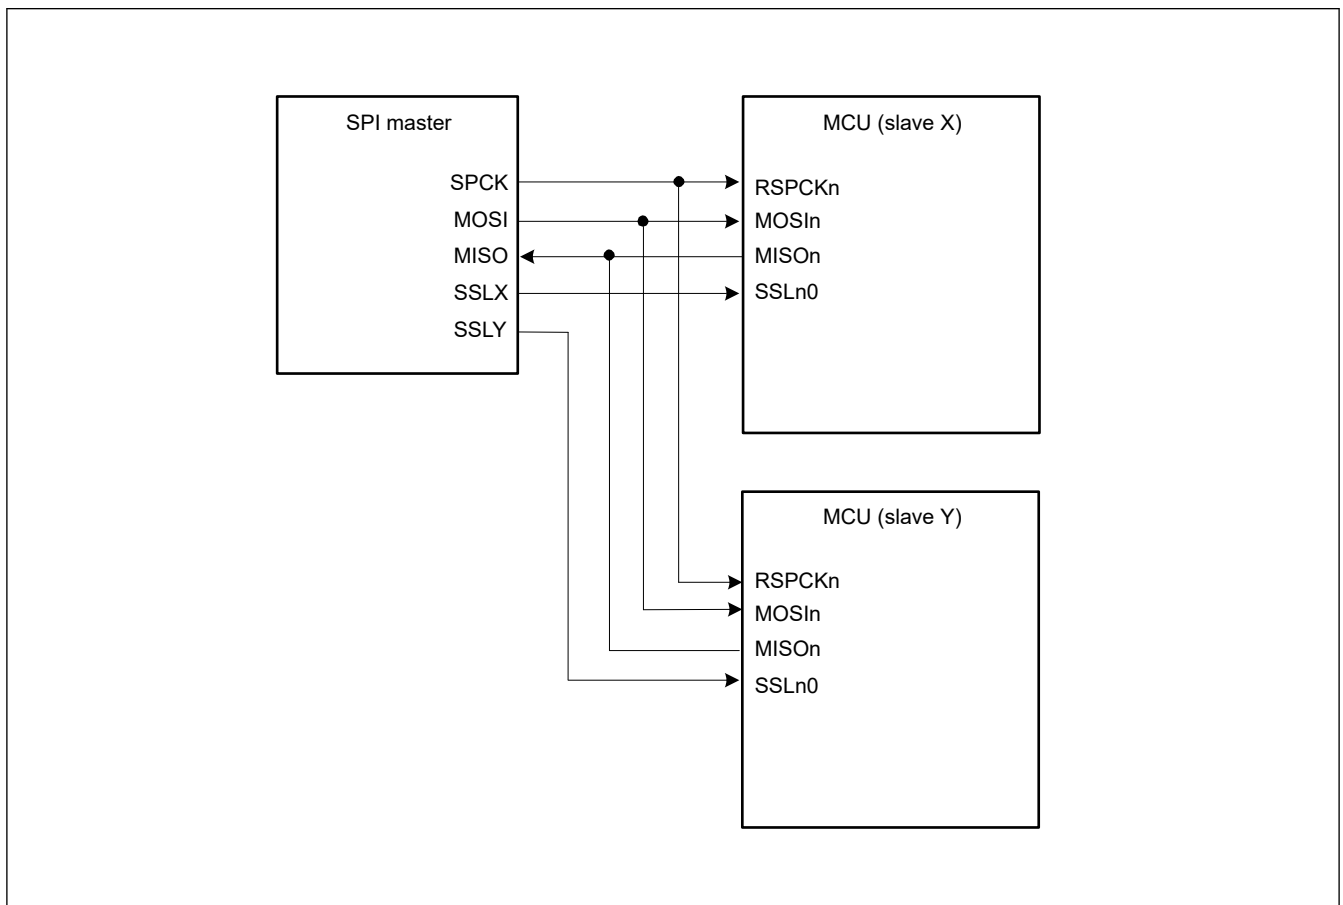 SPI master
SPCK
MOSI
MISO
SSLX
SSLY
MCU (slave X)
RSPCKn
MOSIn
MISOn
SSLn0
MCU (slave Y)
RSPCKn
MOSIn
MISOn
SSLn0